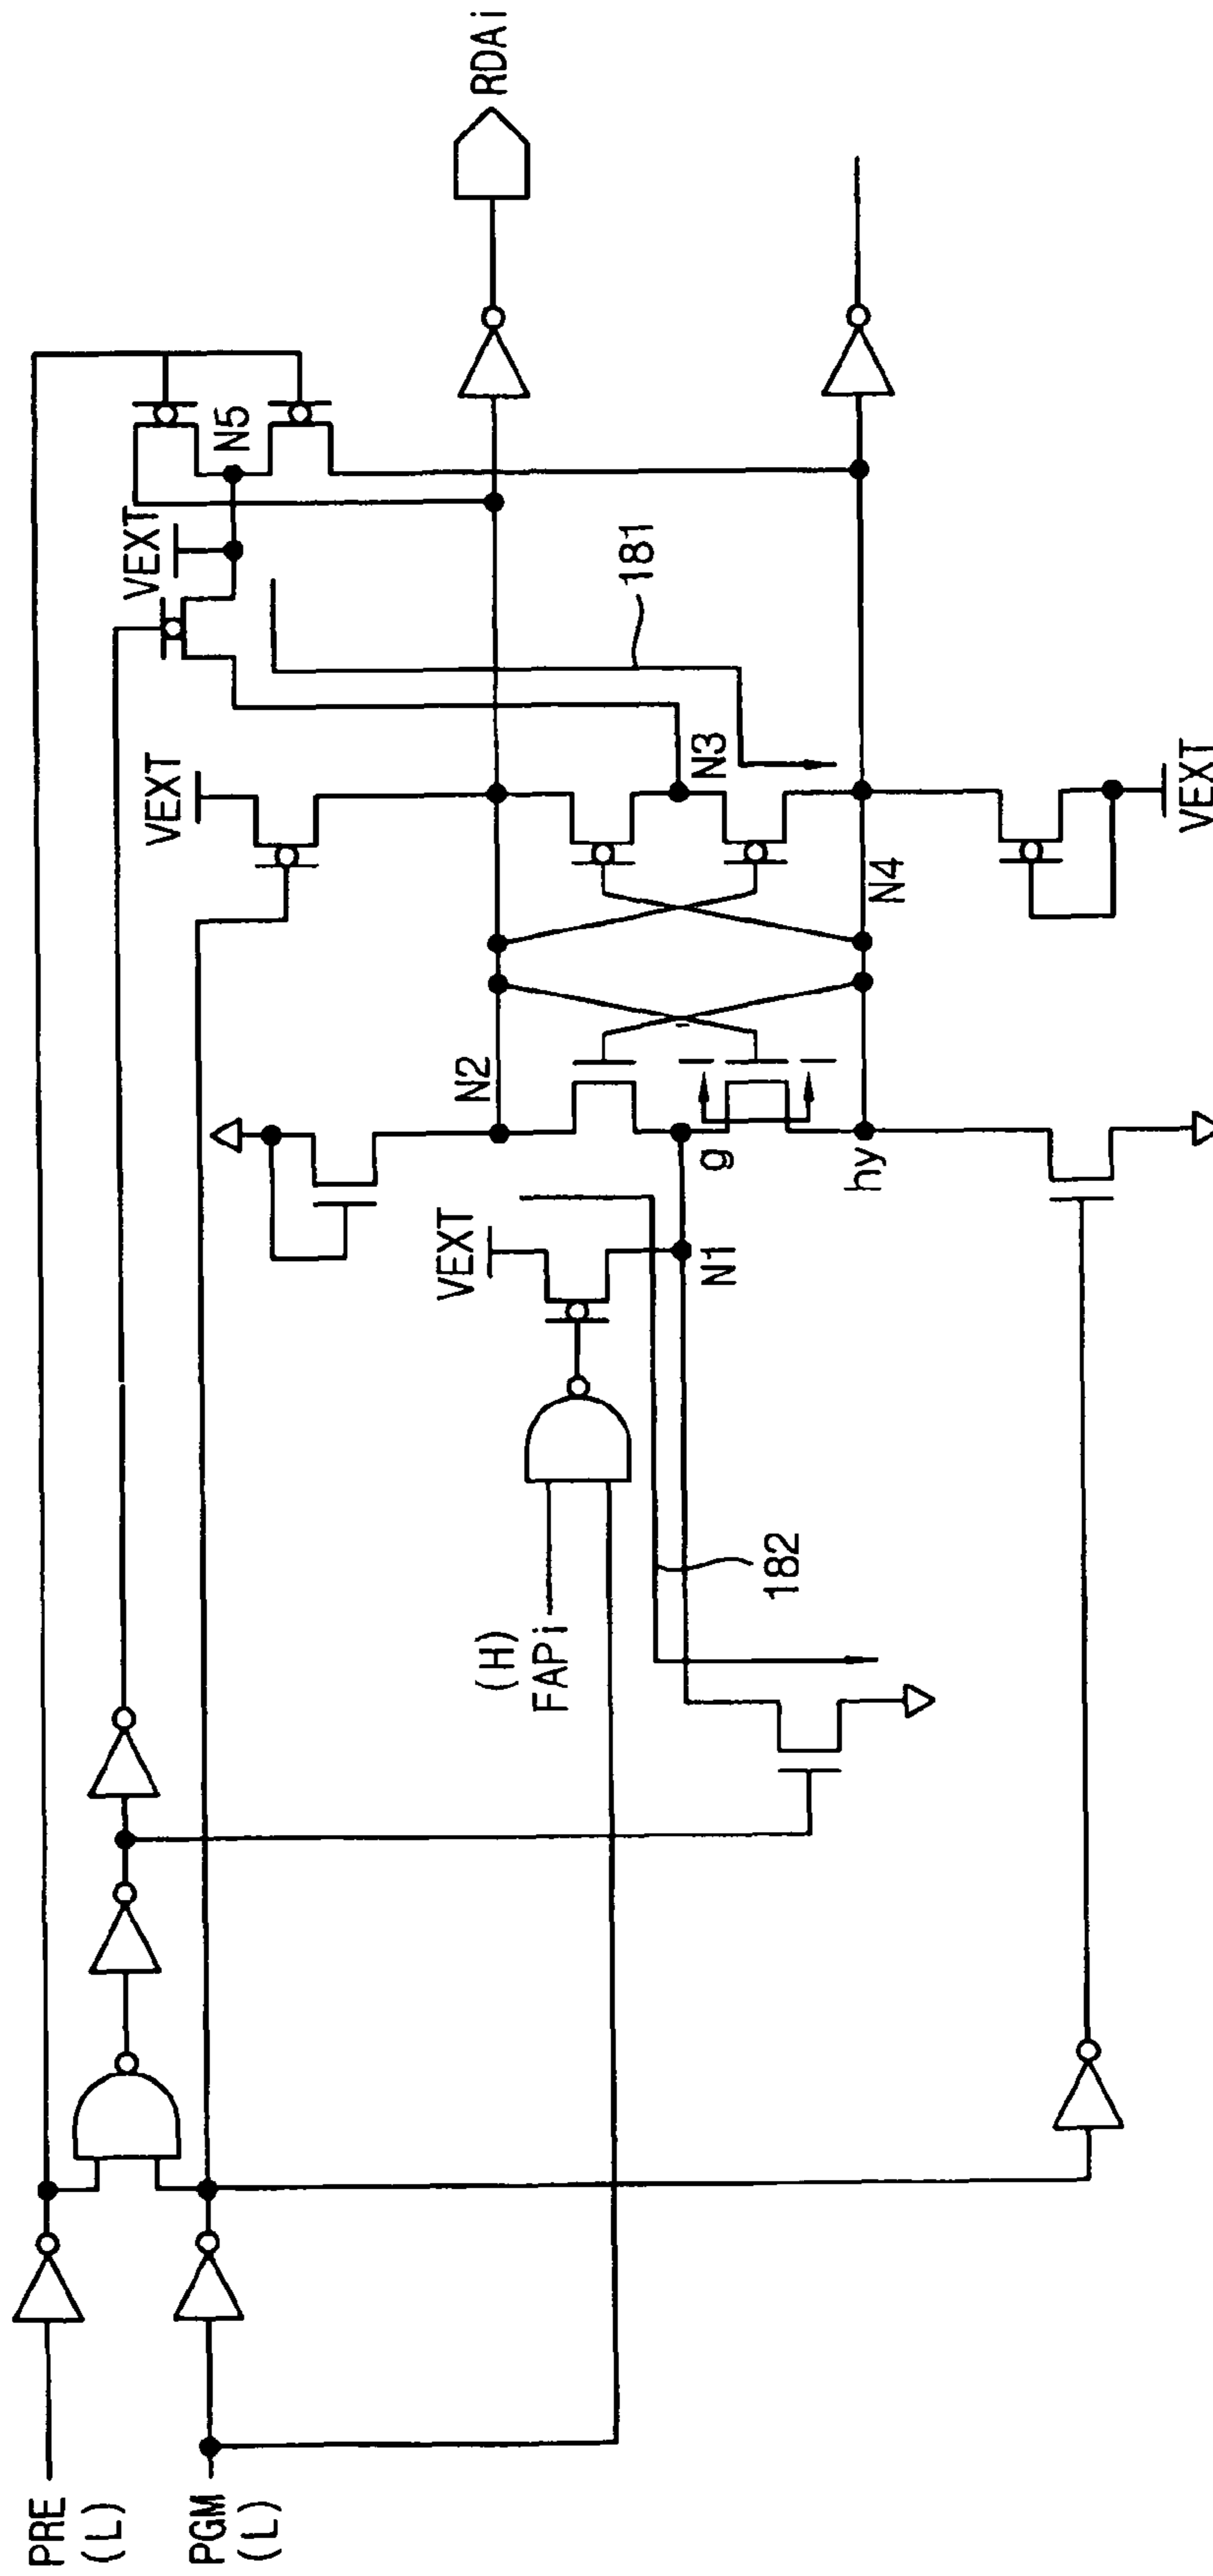 PRE
(L)
PGM
(L)
(H)
FAPi
182
VEXT
N1
g
hy
N2
N4
N3
VEXT
VEXT
181
VEXT
N5
RDAi